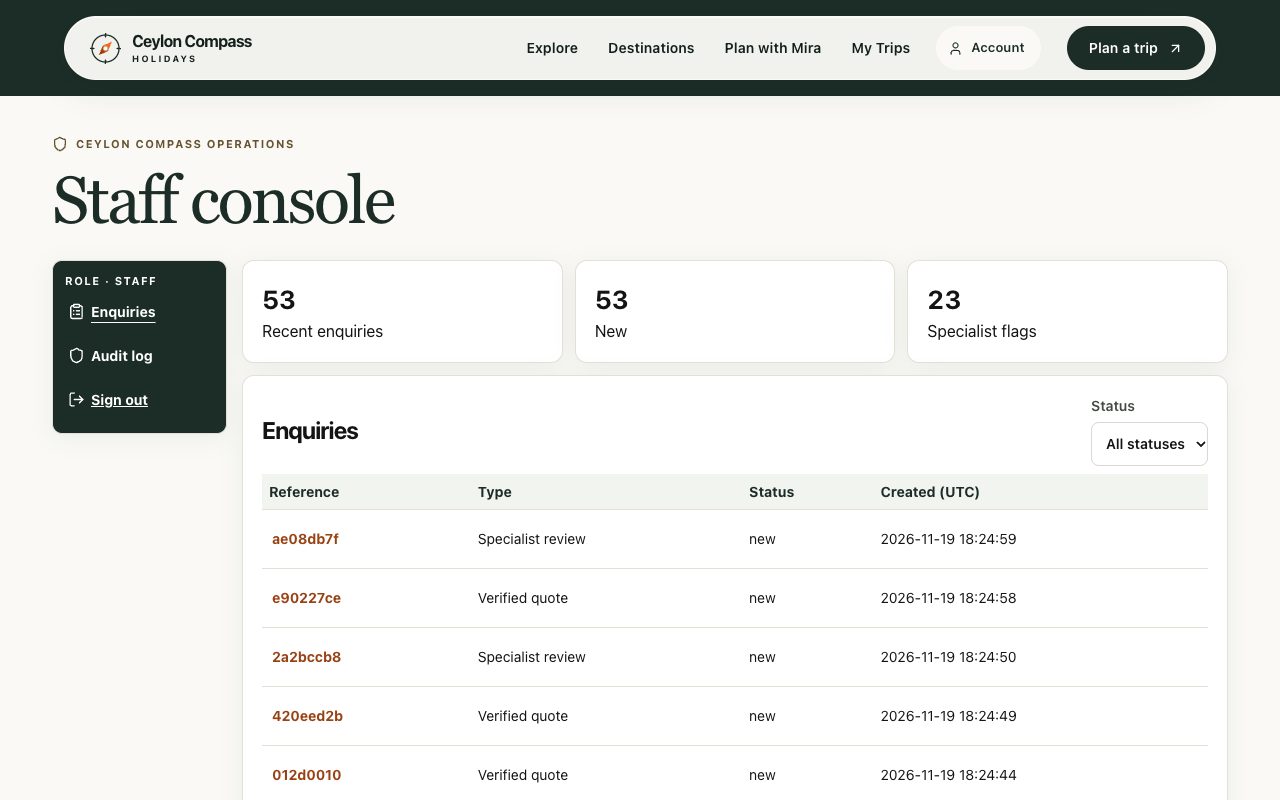 Ceylon Compass
HOLIDAYS
Explore
Destinations
Plan with Mira
My Trips
Account
Plan a trip
CEYLON COMPASS OPERATIONS
Staff console
ROLE · STAFF
Enquiries
Audit log
Sign out
53
Recent enquiries
53
New
23
Specialist flags
Enquiries
Status
All statuses
Reference Type Status Created (UTC)
ae08db7f Specialist review new 2026-11-19 18:24:59
e90227ce Verified quote new 2026-11-19 18:24:58
2a2bccb8 Specialist review new 2026-11-19 18:24:50
420eed2b Verified quote new 2026-11-19 18:24:49
012d0010 Verified quote new 2026-11-19 18:24:44